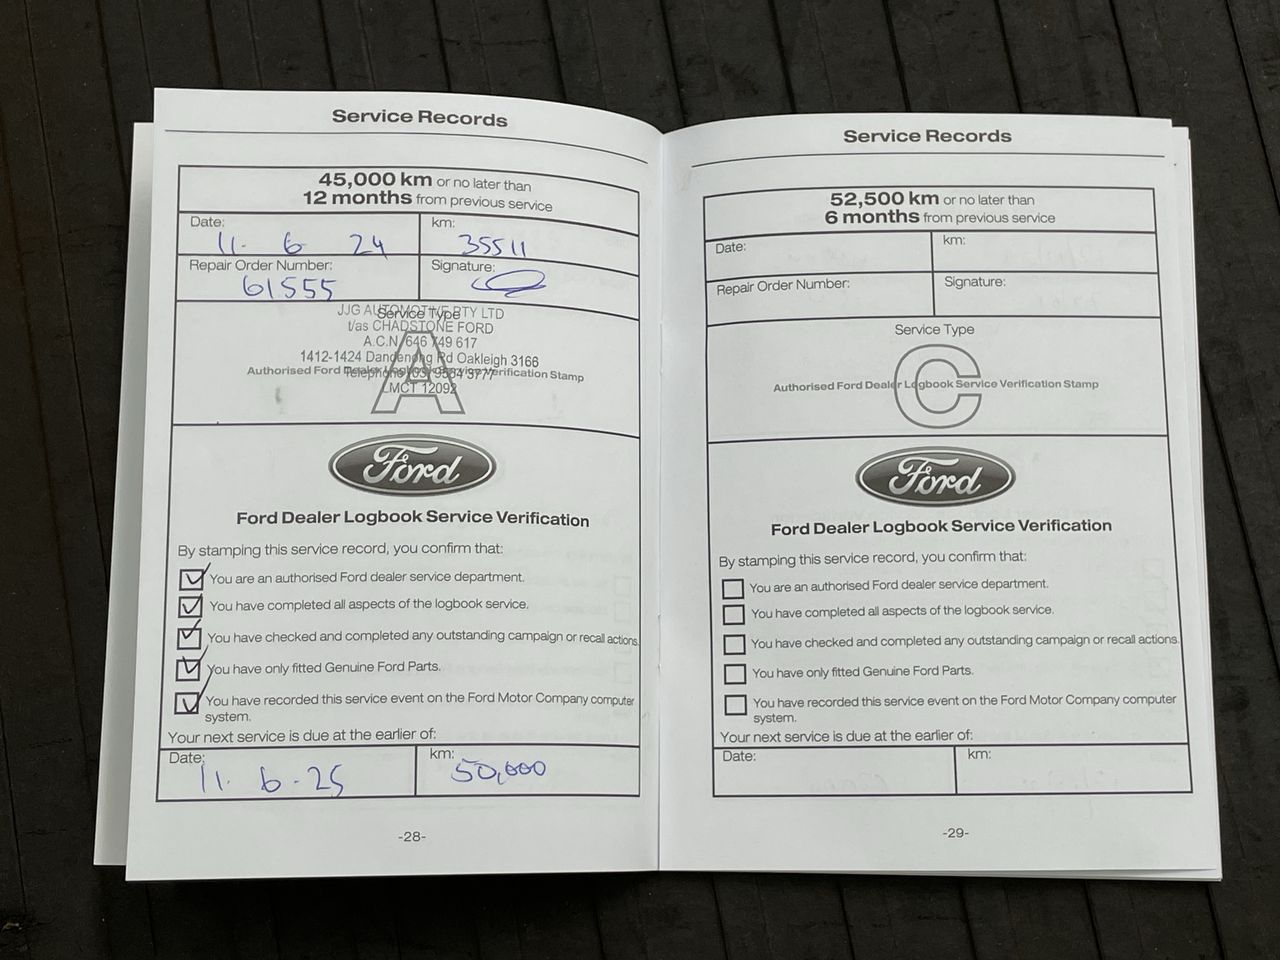 Service Records
45,000 km or no later than
12 months from previous service
Date:
11. 6 24
km:
35511
Repair Order Number:
61555
Signature:
Service Type
JJG AUTOMOTIVE PTY LTD
t/as CHADSTONE FORD
A.C.N 646 749 617
1412-1424 Dandenong Rd Oakleigh 3166
Authorised Ford Dealer Logbook Service Verification Stamp
Telephone (03) 9564 3777
LMCT 12092
A
Ford
Ford Dealer Logbook Service Verification
By stamping this service record, you confirm that:
You are an authorised Ford dealer service department.
You have completed all aspects of the logbook service.
You have checked and completed any outstanding campaign or recall actions.
You have only fitted Genuine Ford Parts.
You have recorded this service event on the Ford Motor Company computer
system.
Your next service is due at the earlier of:
Date:
11. 6 . 25
km:
50,000
-28-
Service Records
52,500 km or no later than
6 months from previous service
Date:
km:
Repair Order Number:
Signature:
Service Type
Authorised Ford Dealer Logbook Service Verification Stamp
C
Ford
Ford Dealer Logbook Service Verification
By stamping this service record, you confirm that:
You are an authorised Ford dealer service department.
You have completed all aspects of the logbook service.
You have checked and completed any outstanding campaign or recall actions.
You have only fitted Genuine Ford Parts.
You have recorded this service event on the Ford Motor Company computer
system.
Your next service is due at the earlier of:
Date:
km:
-29-